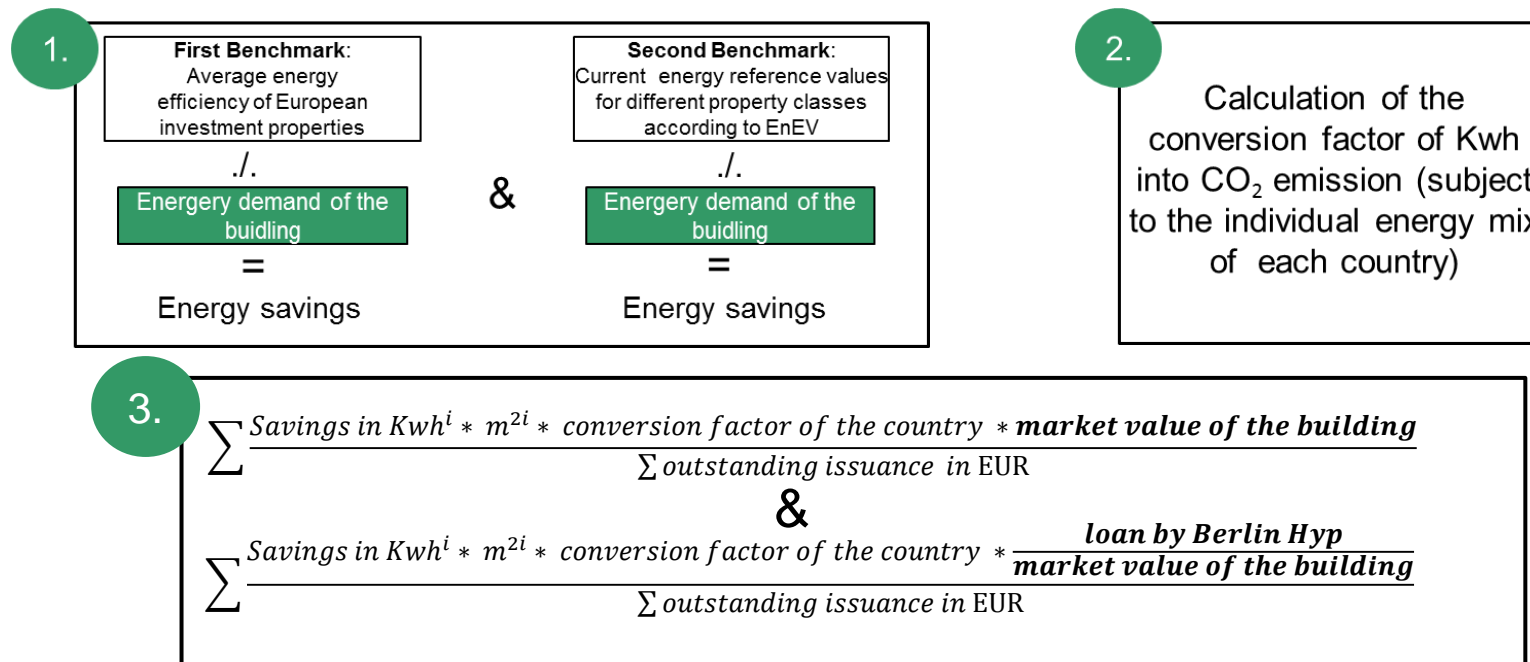 1.
First Benchmark:
Average energy
efficiency of European
investment properties
./.
Energery demand of the
buidling
=
Energy savings
&
Second Benchmark:
Current energy reference values
for different property classes
according to EnEV
./.
Energery demand of the
buidling
=
Energy savings
2.
Calculation of the
conversion factor of Kwh
into CO₂ emission (subject
to the individual energy mix
of each country)
3.
∑ Savings in Kwhⁱ * m²ⁱ * conversion factor of the country * market value of the building
∑ outstanding issuance in EUR
&
∑ Savings in Kwhⁱ * m²ⁱ * conversion factor of the country * loan by Berlin Hyp
market value of the building
∑ outstanding issuance in EUR